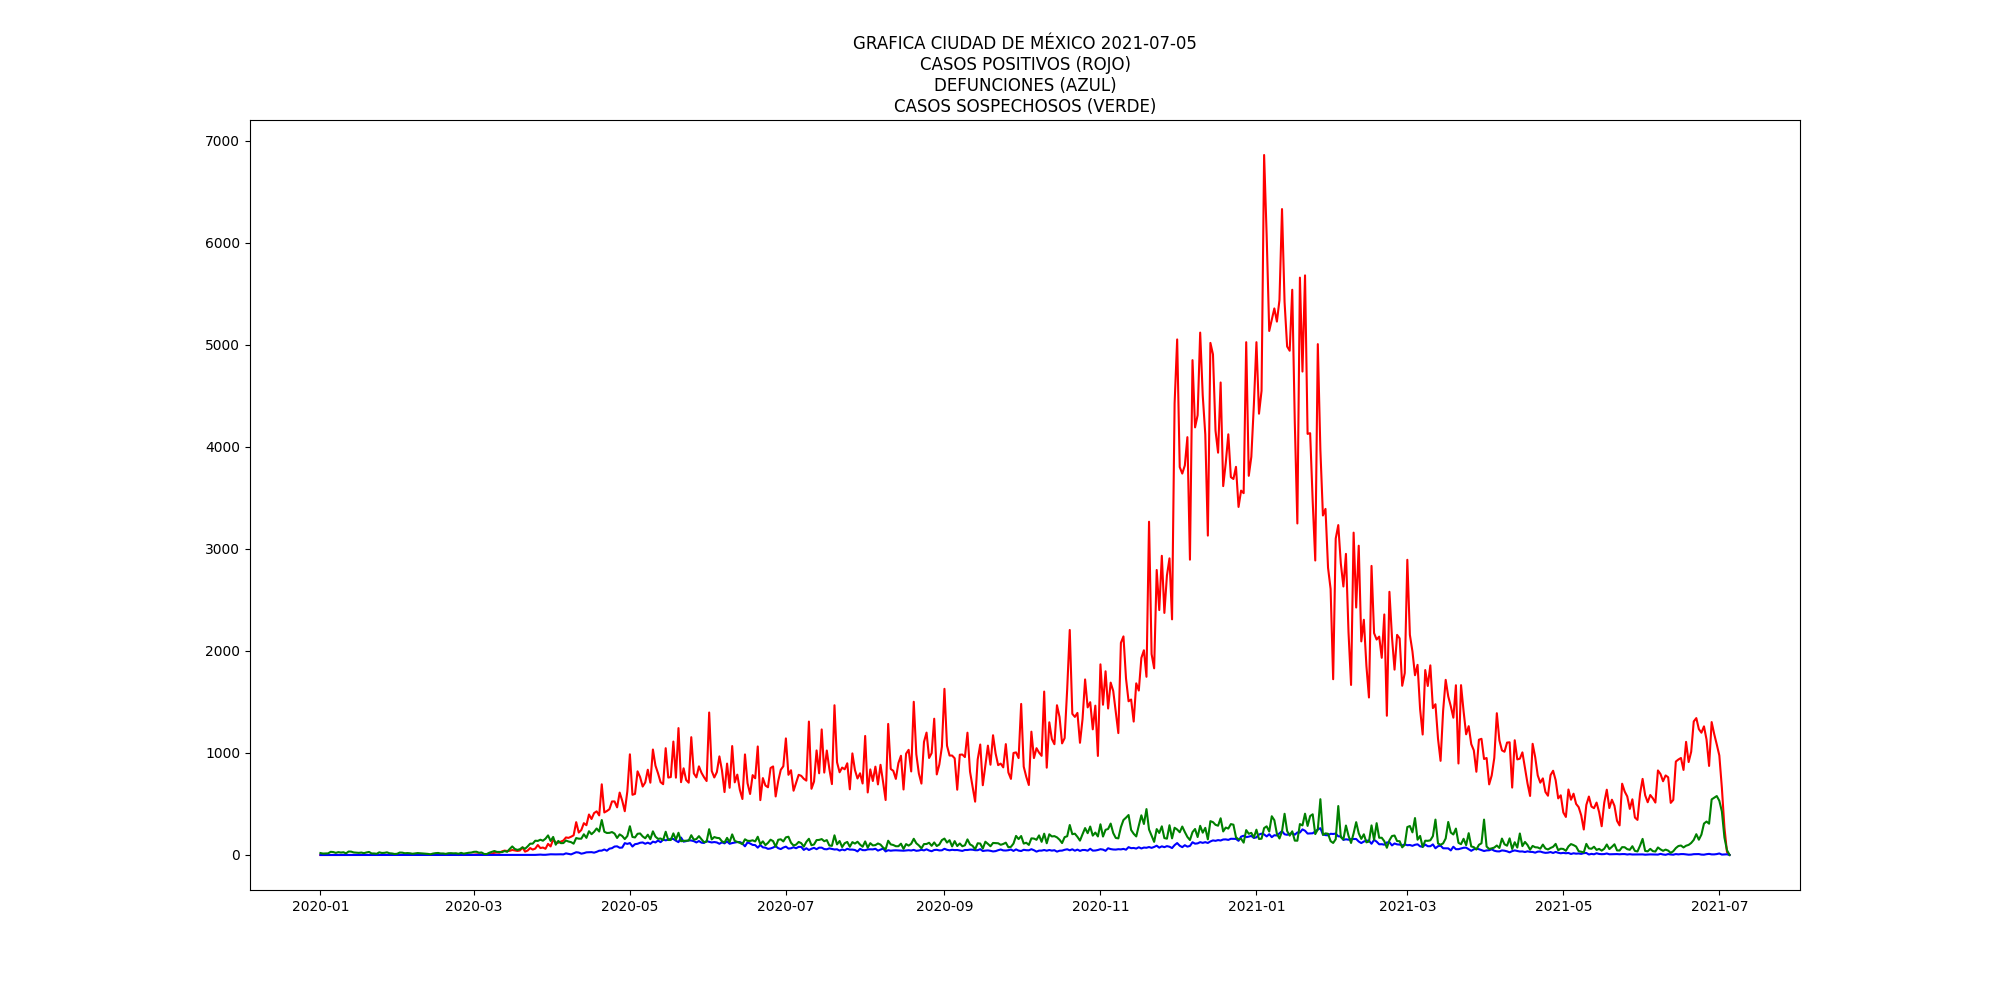 GRAFICA CIUDAD DE MÉXICO 2021-07-05
CASOS POSITIVOS (ROJO)
DEFUNCIONES (AZUL)
CASOS SOSPECHOSOS (VERDE)
7000
6000
5000
4000
3000
2000
1000
0
2020-01 2020-03 2020-05 2020-07 2020-09 2020-11 2021-01 2021-03 2021-05 2021-07